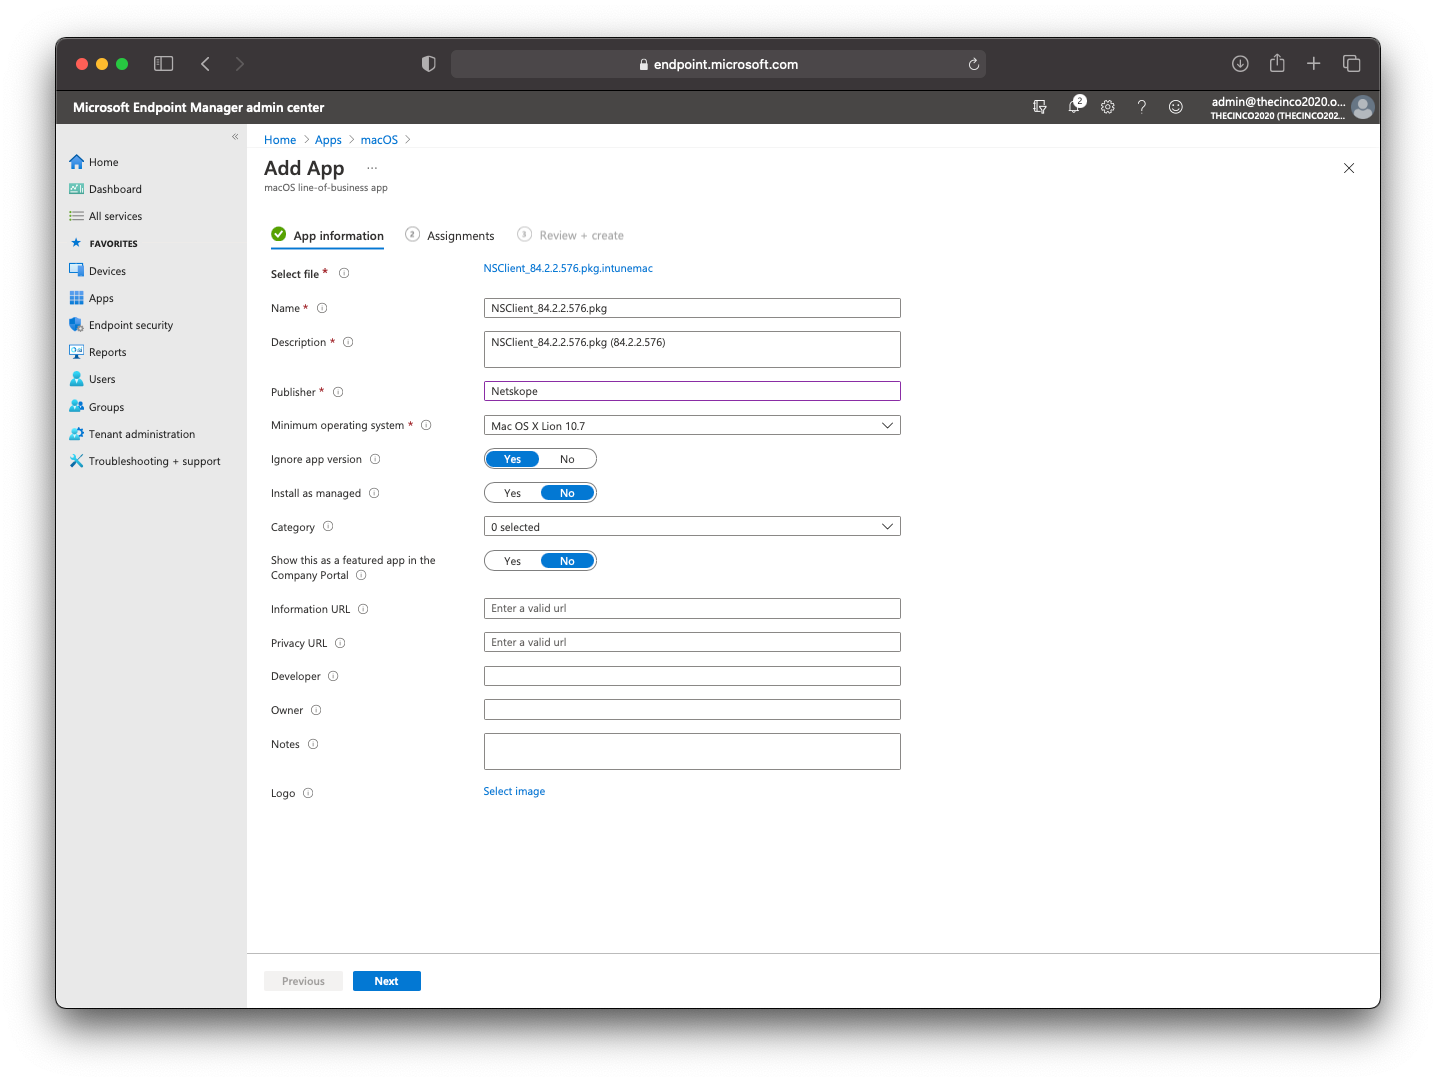 endpoint.microsoft.com
Microsoft Endpoint Manager admin center
2
admin@thecinco2020.o...
THECINCO2020 (THECINCO202...
«
Home
Dashboard
All services
FAVORITES
Devices
Apps
Endpoint security
Reports
Users
Groups
Tenant administration
Troubleshooting + support
Home > Apps > macOS >
Add App ...
macOS line-of-business app
App information 2 Assignments 3 Review + create
Select file * NSClient_84.2.2.576.pkg.intunemac
Name * NSClient_84.2.2.576.pkg
Description * NSClient_84.2.2.576.pkg (84.2.2.576)
Publisher * Netskope
Minimum operating system * Mac OS X Lion 10.7
Ignore app version Yes No
Install as managed Yes No
Category 0 selected
Show this as a featured app in the Yes No
Company Portal
Information URL Enter a valid url
Privacy URL Enter a valid url
Developer
Owner
Notes
Logo Select image
Previous Next